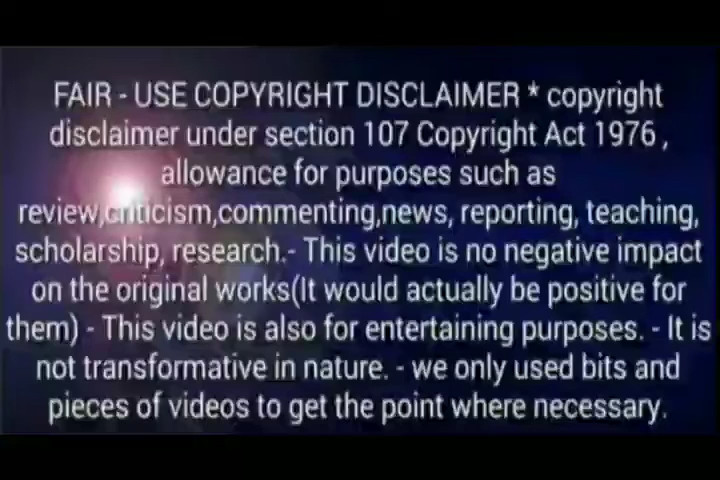 FAIR - USE COPYRIGHT DISCLAIMER * copyright
disclaimer under section 107 Copyright Act 1976 ,
allowance for purposes such as
review,criticism,commenting,news, reporting, teaching,
scholarship, research.- This video is no negative impact
on the original works(It would actually be positive for
them) - This video is also for entertaining purposes. - It is
not transformative in nature. - we only used bits and
pieces of videos to get the point where necessary.